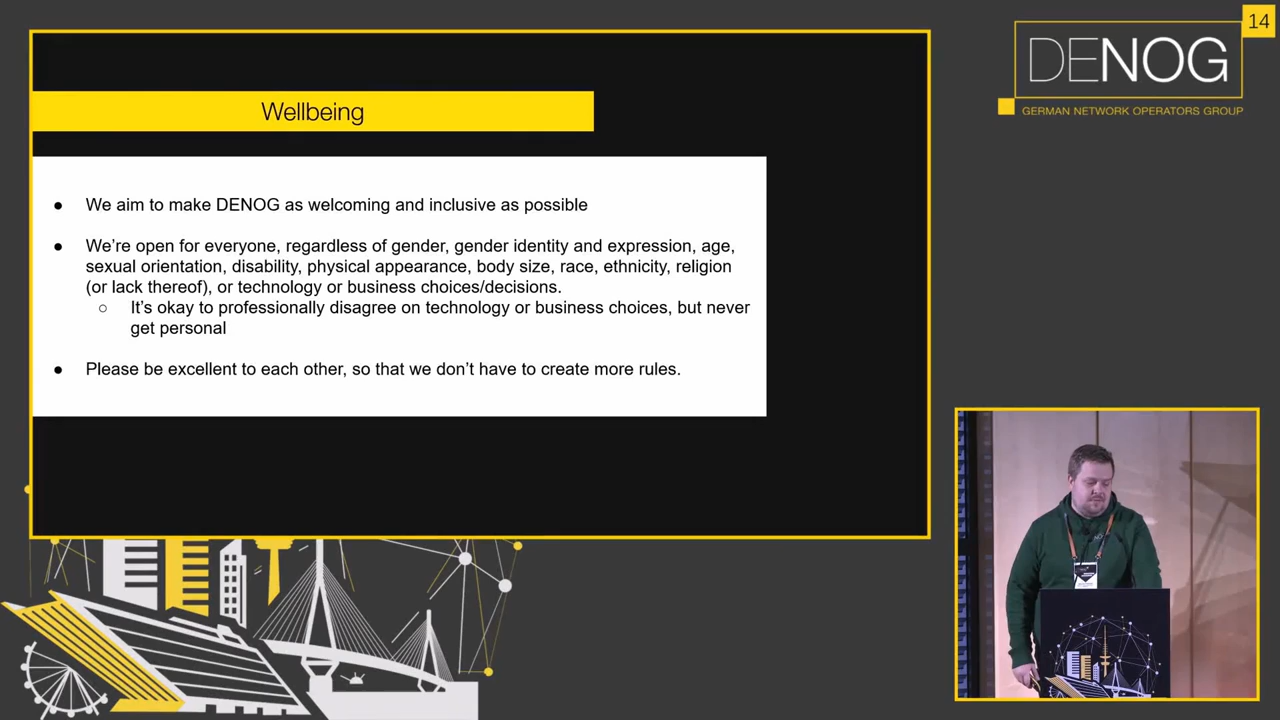 14
DENOG
GERMAN NETWORK OPERATORS GROUP
Wellbeing
● We aim to make DENOG as welcoming and inclusive as possible
● We’re open for everyone, regardless of gender, gender identity and expression, age,
sexual orientation, disability, physical appearance, body size, race, ethnicity, religion
(or lack thereof), or technology or business choices/decisions.
○ It’s okay to professionally disagree on technology or business choices, but never
get personal
● Please be excellent to each other, so that we don’t have to create more rules.